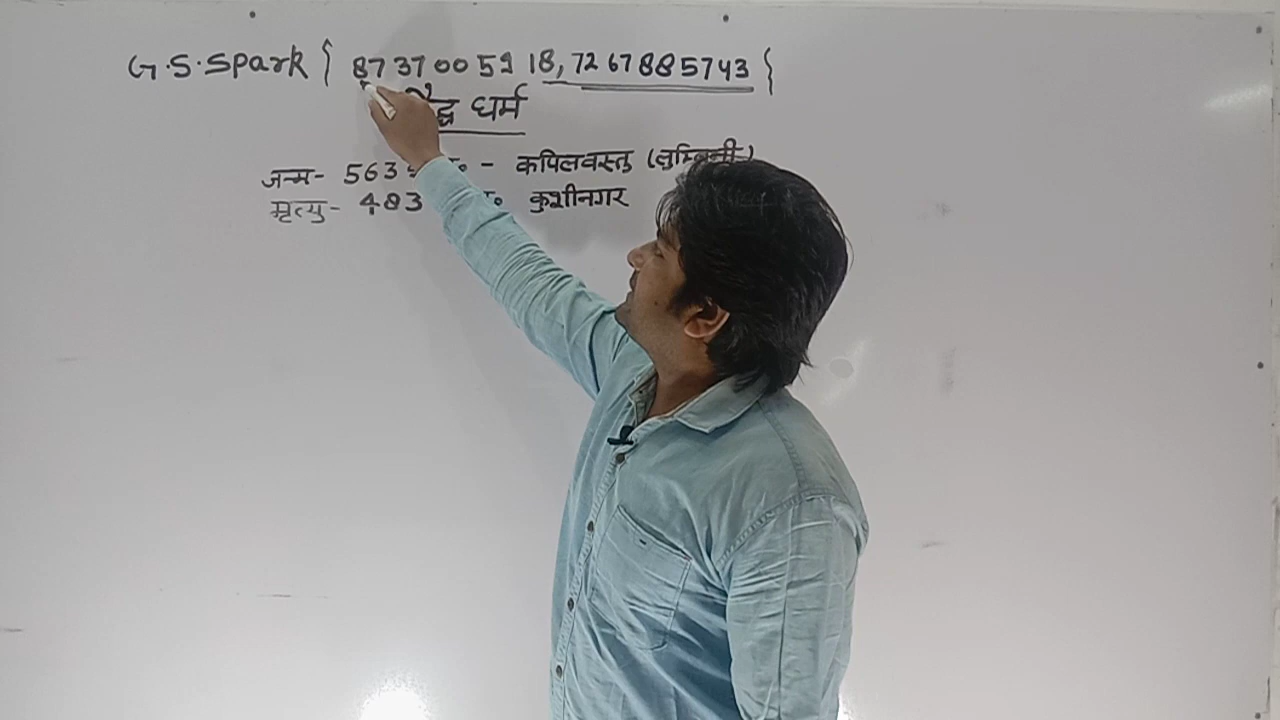 G.S.Spark { 8737005918, 7267885743 }
धर्म
जन्म- 563 - कपिलवस्तु (लुम्बिनी)
मृत्यु- 483 कुशीनगर